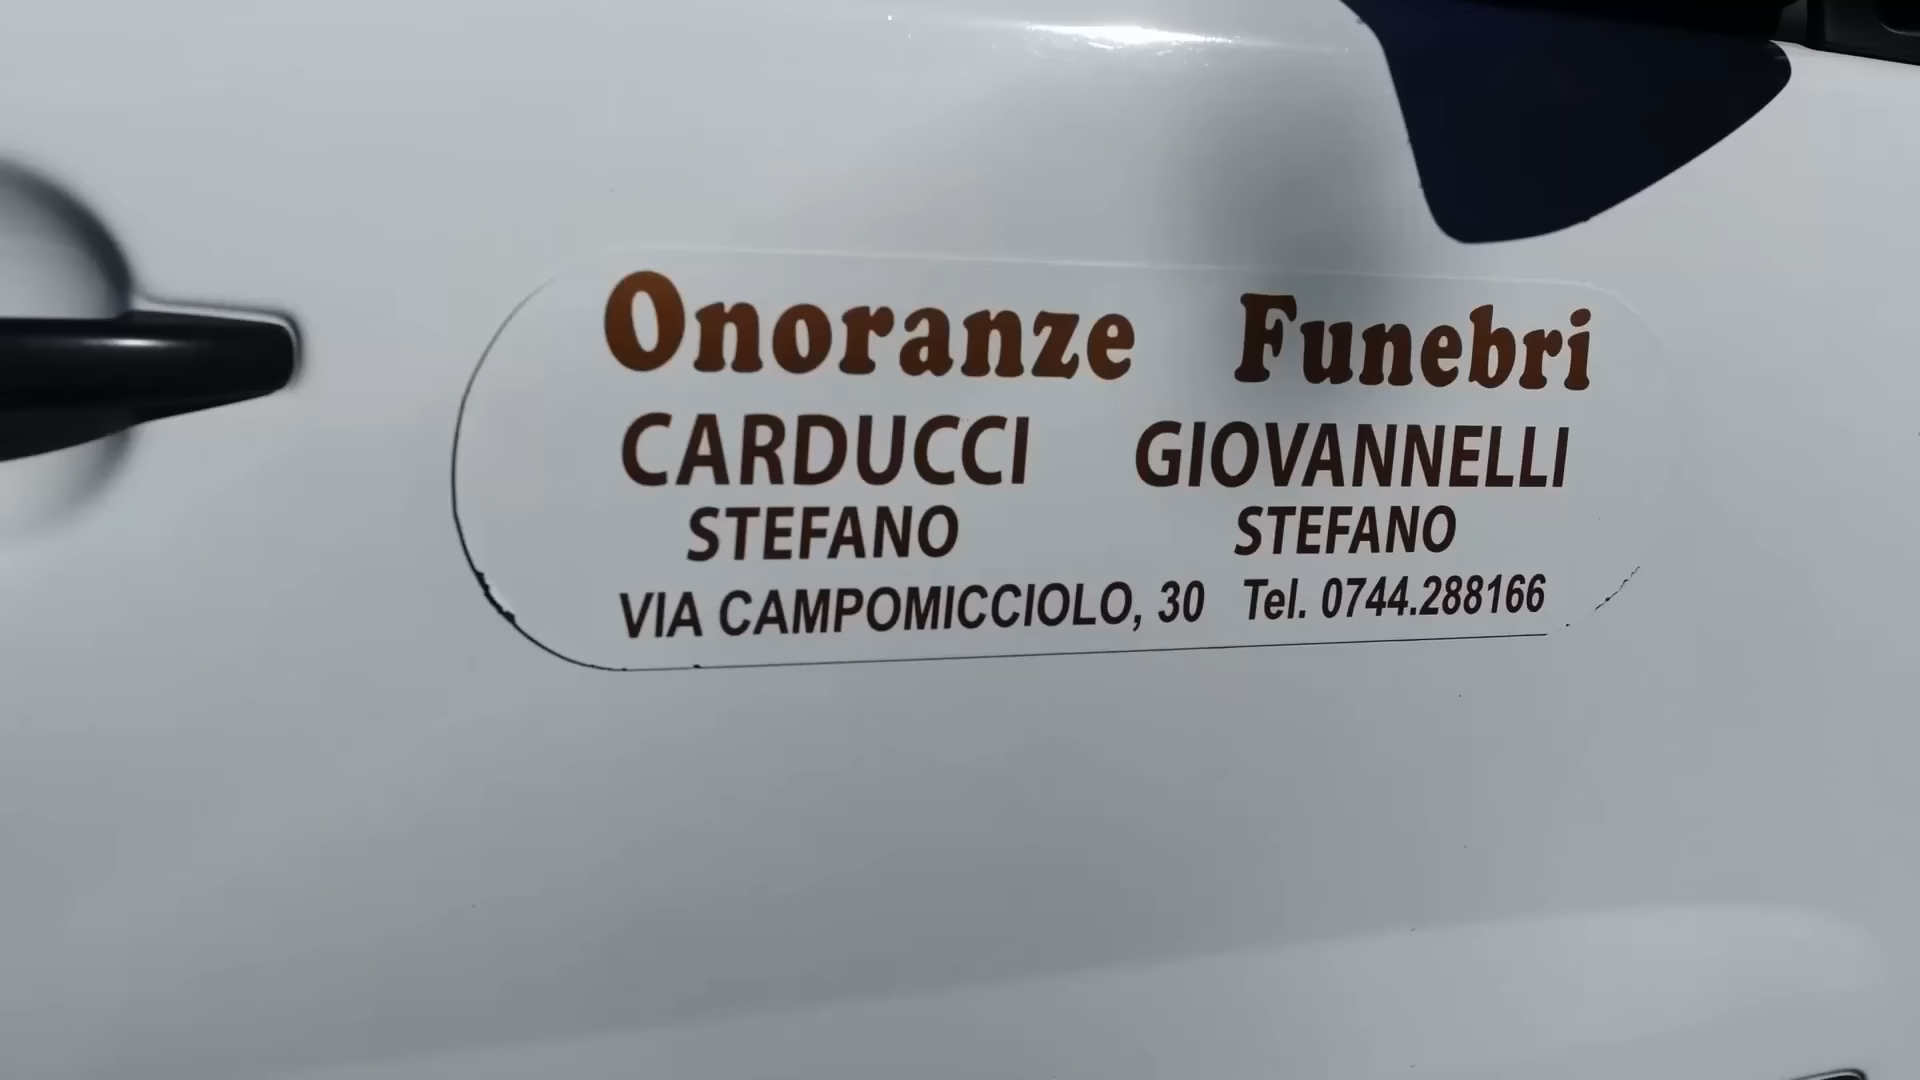 Onoranze Funebri
CARDUCCI GIOVANNELLI
STEFANO STEFANO
VIA CAMPOMICCIOLO, 30 Tel. 0744.288166